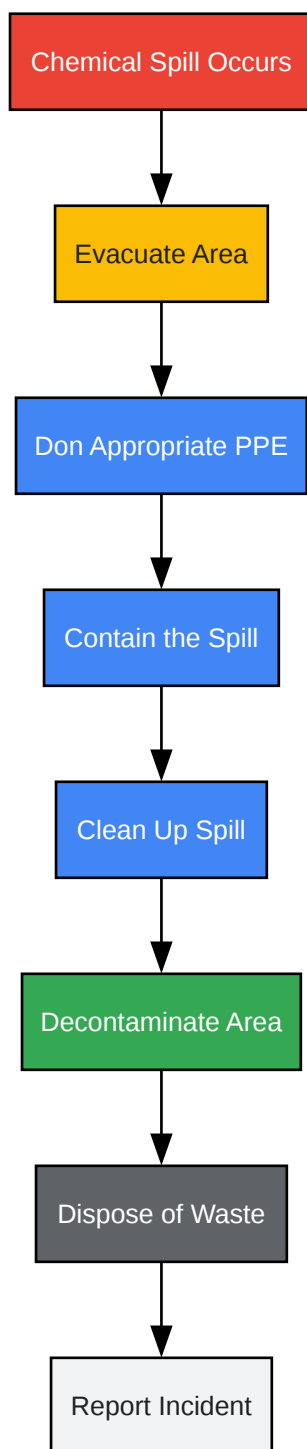 Chemical Spill Occurs
Evacuate Area
Don Appropriate PPE
Contain the Spill
Clean Up Spill
Decontaminate Area
Dispose of Waste
Report Incident